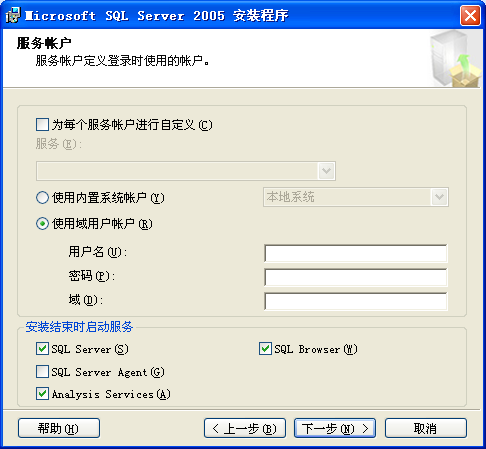 Microsoft SQL Server 2005 安装程序
服务帐户
服务帐户定义登录时使用的帐户。
为每个服务帐户进行自定义(C)
服务(E):
使用内置系统帐户(Y)
本地系统
使用域用户帐户(R)
用户名(U):
密码(P):
域(D):
安装结束时启动服务
SQL Server(S)
SQL Browser(W)
SQL Server Agent(G)
Analysis Services(A)
帮助(H)
< 上一步(B)
下一步(N) >
取消